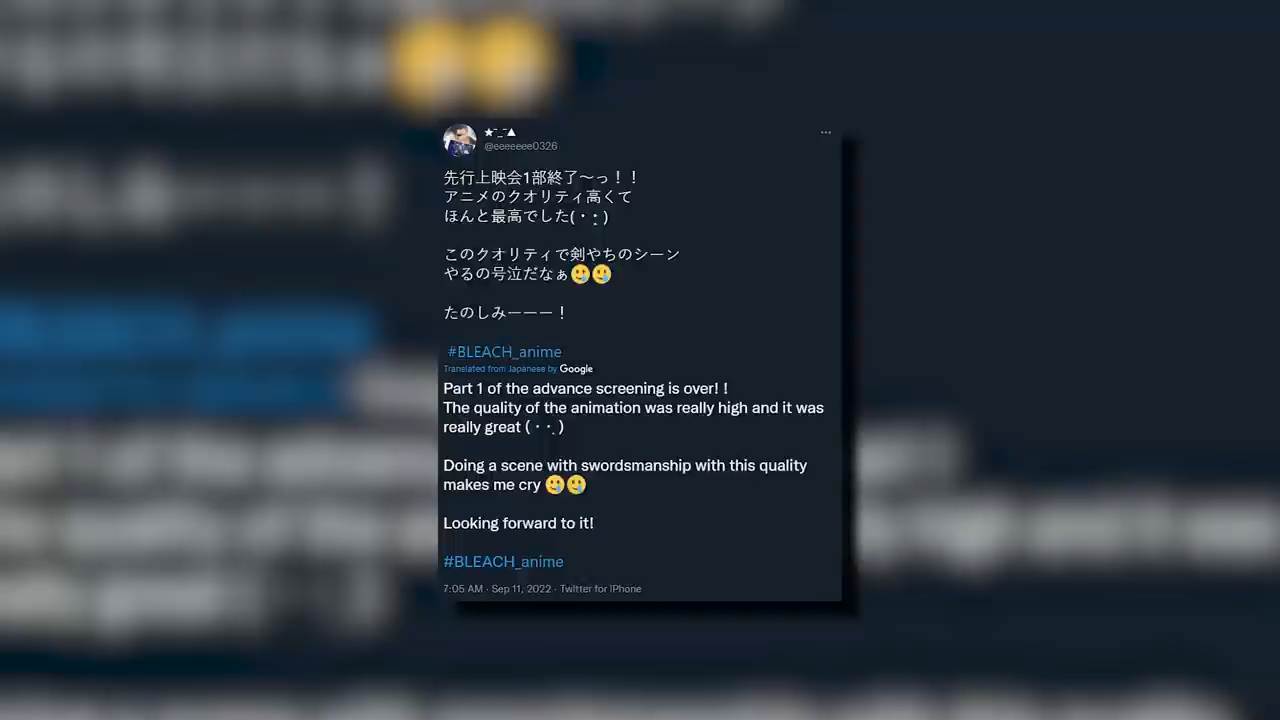 ★-_-▲
@eeeeeee0326
先行上映会1部終了〜っ！！
アニメのクオリティ高くて
ほんと最高でした(・・̤ )
このクオリティで剣やちのシーン
やるの号泣だなぁ🥲🥲
たのしみーーー！
#BLEACH_anime
Translated from Japanese by Google
Part 1 of the advance screening is over! !
The quality of the animation was really high and it was
really great (・・̤ )
Doing a scene with swordsmanship with this quality
makes me cry 🥲🥲
Looking forward to it!
#BLEACH_anime
7:05 AM · Sep 11, 2022 · Twitter for iPhone